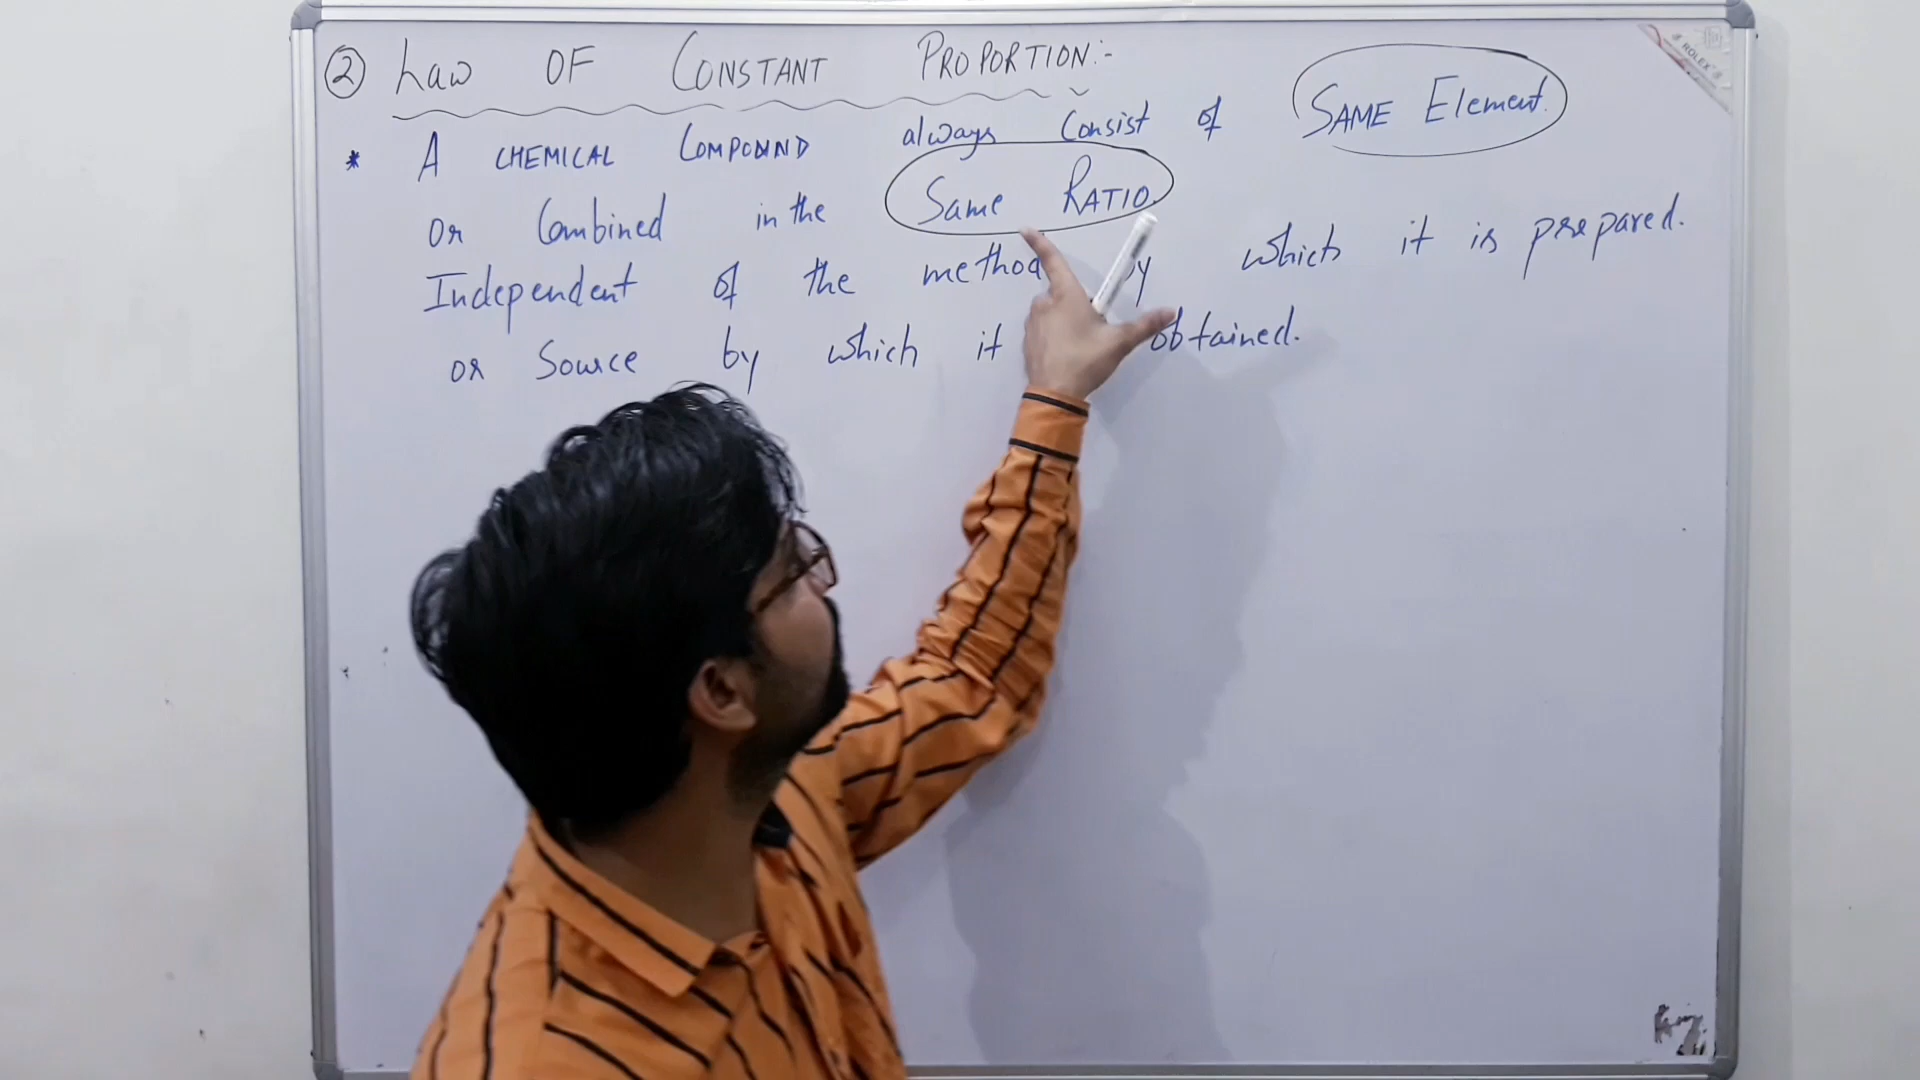 ② Law OF CONSTANT PROPORTION:-
* A CHEMICAL COMPOUND always Consist of SAME Element.
or Combined in the Same RATIO.
Independent of the method by which it is prepared.
or Source by which it obtained.
ROLEX